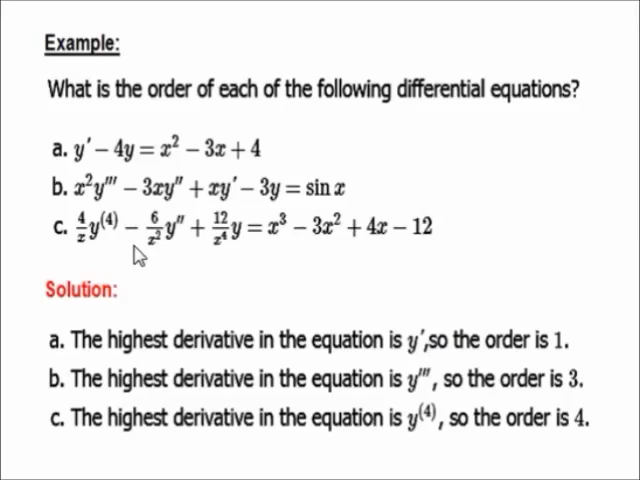 Example:
What is the order of each of the following differential equations?
a. y′ − 4y = x² − 3x + 4
b. x²y‴ − 3xy″ + xy′ − 3y = sin x
c. 4/x y⁽⁴⁾ − 6/x² y″ + 12/x⁴ y = x³ − 3x² + 4x − 12
Solution:
a. The highest derivative in the equation is y′,so the order is 1.
b. The highest derivative in the equation is y‴, so the order is 3.
c. The highest derivative in the equation is y⁽⁴⁾, so the order is 4.